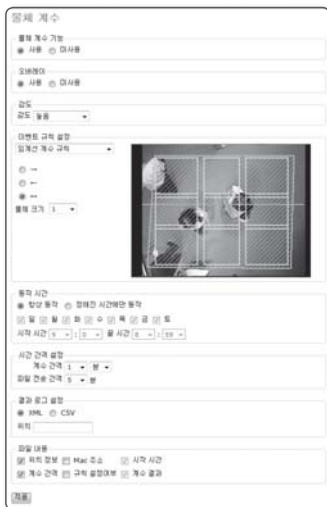 물체 계수
물체 계수 기능
사용 미사용
오버레이
사용 미사용
감도
감도 높음
이벤트 규칙 설정
임계선 계수 규칙
→
←
↔
물체 크기 1
동작 시간
항상 동작 정해진 시간에만 동작
일 월 화 수 목 금 토
시작 시간 : 0 끝 시간 : 59
시간 간격 설정
계수 간격 1 분
파일 전송 간격 5 분
결과 로그 설정
XML CSV
위치
파일 내용
위치 정보 Mac 주소 시작 시간
계수 간격 규칙 설정여부 계수 결과
적용